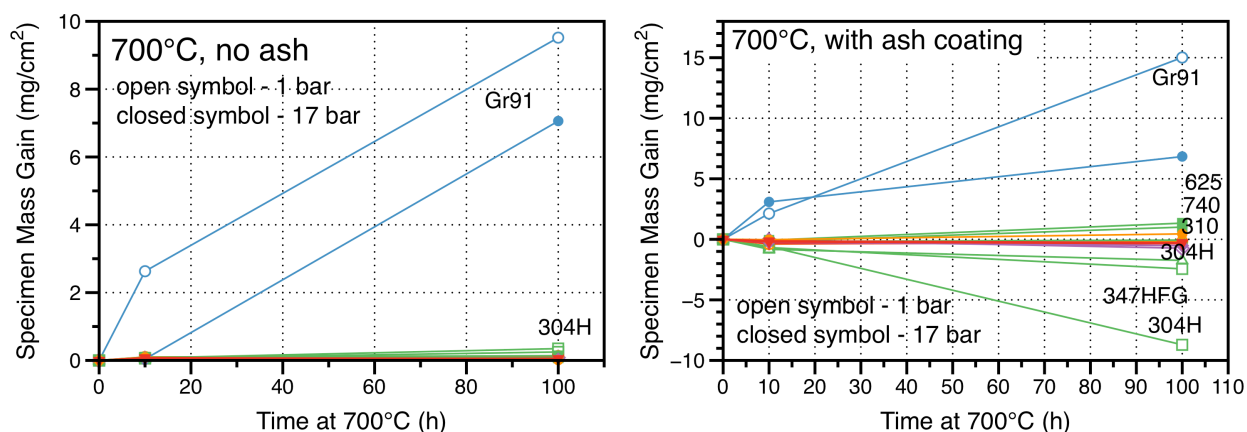 700°C, no ash
open symbol - 1 bar
closed symbol - 17 bar
Gr91
304H
Specimen Mass Gain (mg/cm²)
10
8
6
4
2
0
0 20 40 60 80 100
Time at 700°C (h)
700°C, with ash coating
Gr91
625
740
310
304H
347HFG
304H
open symbol - 1 bar
closed symbol - 17 bar
Specimen Mass Gain (mg/cm²)
15
10
5
0
−5
−10
0 10 20 30 40 50 60 70 80 90 100 110
Time at 700°C (h)